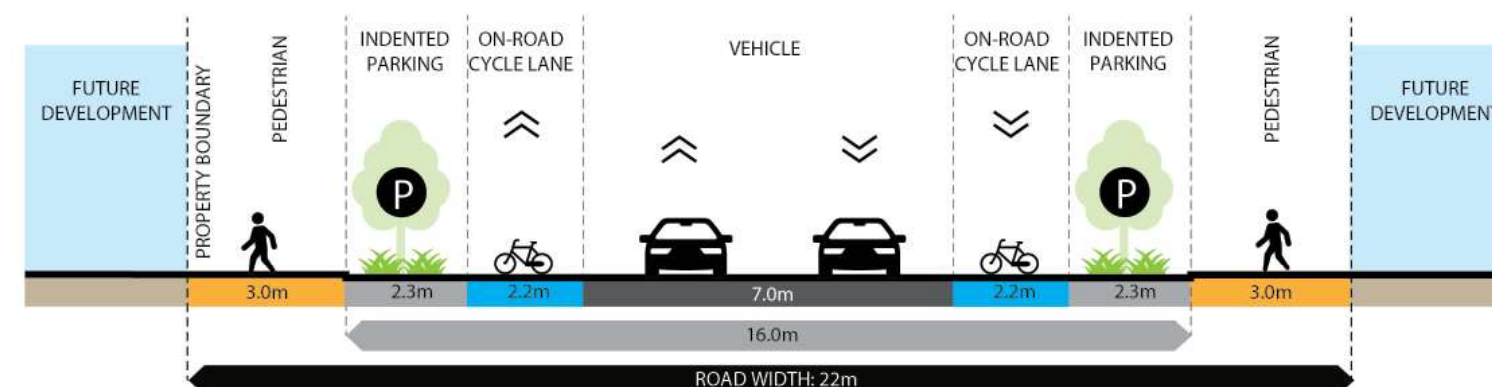 FUTURE
DEVELOPMENT
PROPERTY BOUNDARY
PEDESTRIAN
INDENTED
PARKING
ON-ROAD
CYCLE LANE
VEHICLE
ON-ROAD
CYCLE LANE
INDENTED
PARKING
PEDESTRIAN
FUTURE
DEVELOPMENT
P
P
3.0m
2.3m
2.2m
7.0m
2.2m
2.3m
3.0m
16.0m
ROAD WIDTH: 22m